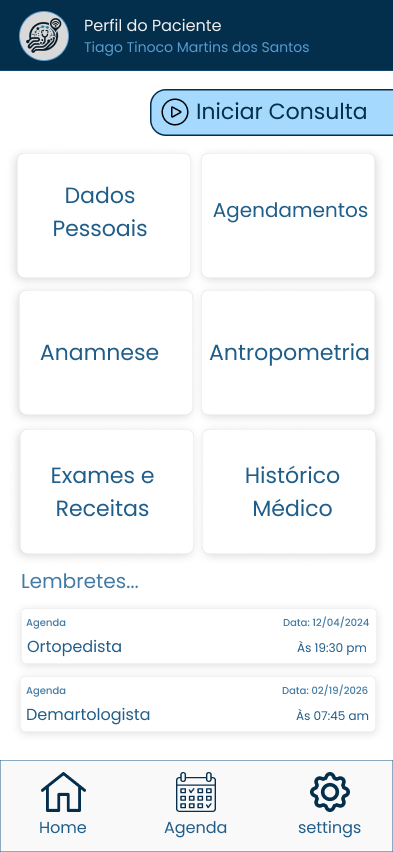 Perfil do Paciente
Tiago Tinoco Martins dos Santos
Iniciar Consulta
Dados
Pessoais
Agendamentos
Anamnese
Antropometria
Exames e
Receitas
Histórico
Médico
Lembretes...
Agenda
Data: 12/04/2024
Ortopedista
Às 19:30 pm
Agenda
Data: 02/19/2026
Demartologista
Às 07:45 am
Home
Agenda
settings